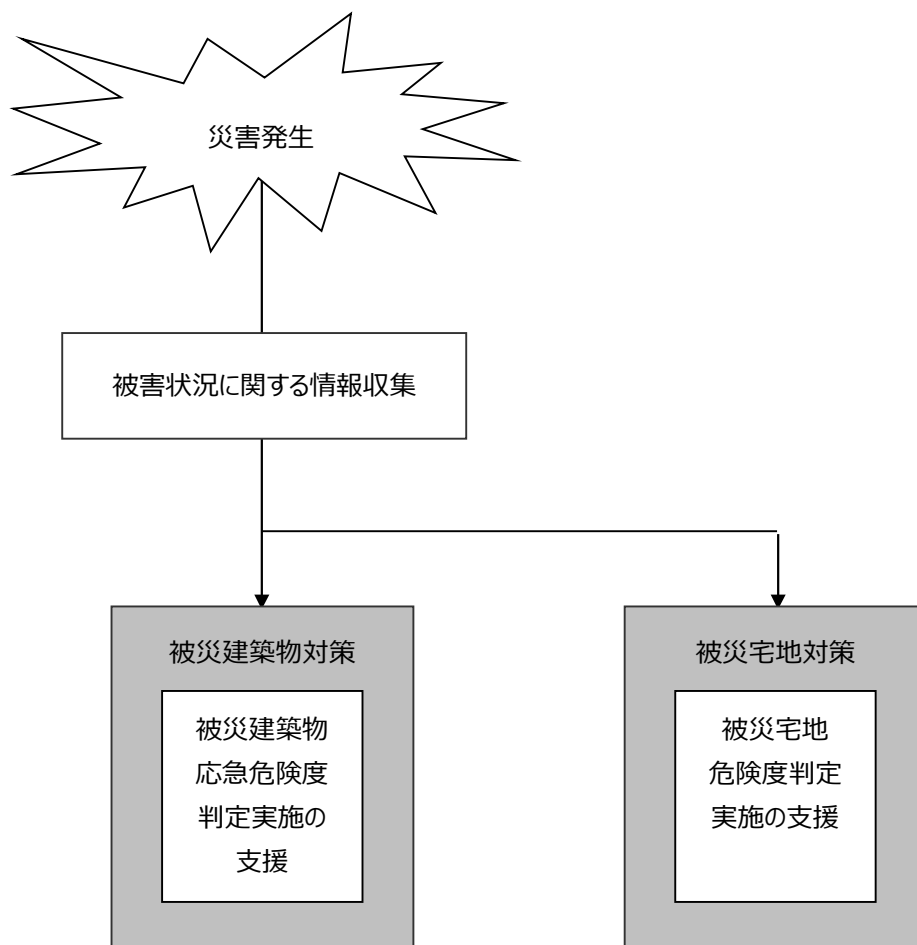 災害発生
被害状況に関する情報収集
被災建築物対策
被災建築物
応急危険度
判定実施の
支援
被災宅地対策
被災宅地
危険度判定
実施の支援